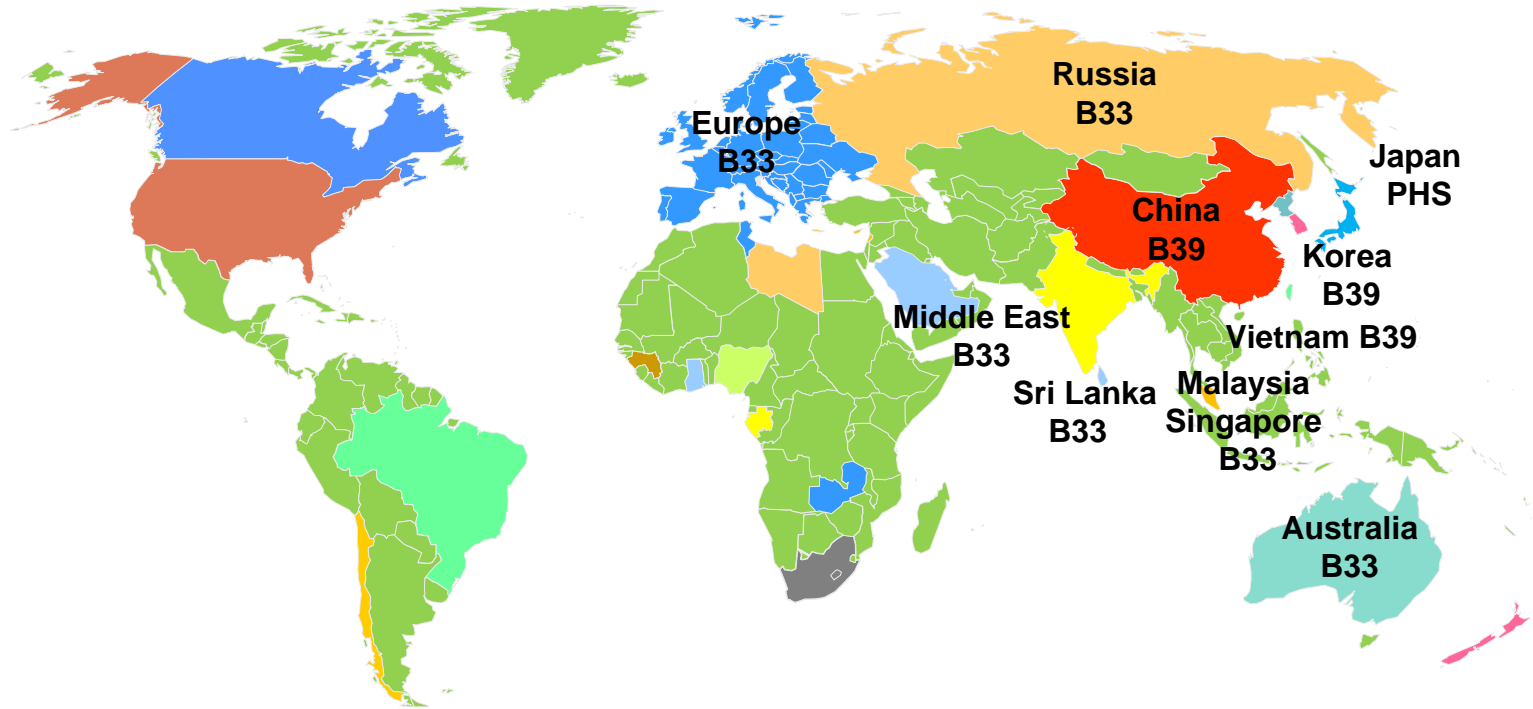 Russia
B33
Europe
B33
Japan
PHS
China
B39
Korea
B39
Middle East
B33
Vietnam B39
Sri Lanka
B33
Malaysia
Singapore
B33
Australia
B33